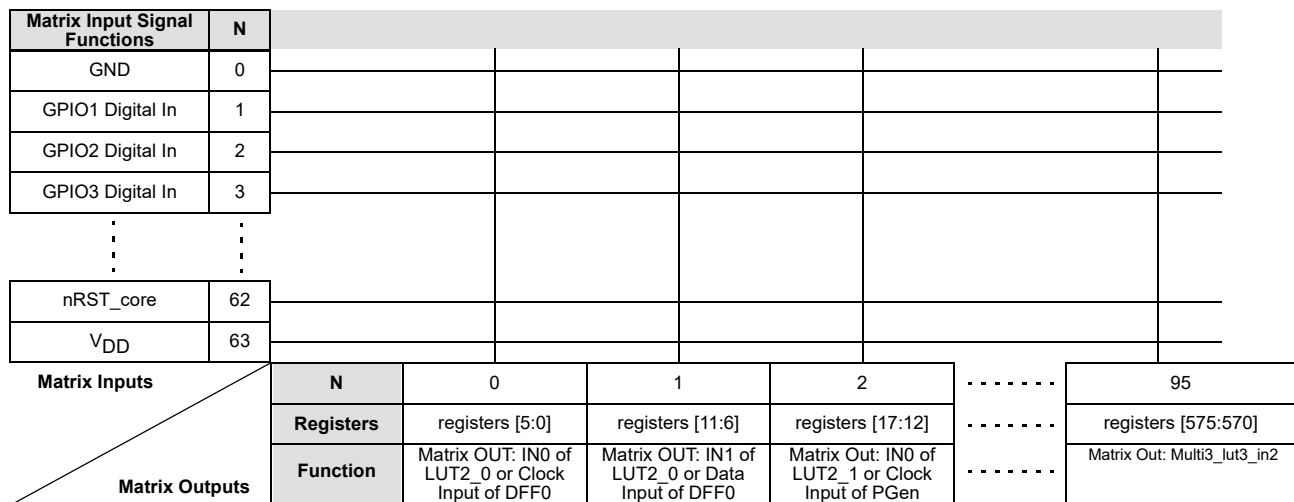 Matrix Input Signal
Functions
N
GND
0
GPIO1 Digital In
1
GPIO2 Digital In
2
GPIO3 Digital In
3
nRST_core
62
VDD
63
Matrix Inputs
N
0
1
2
95
Registers
registers [5:0]
registers [11:6]
registers [17:12]
registers [575:570]
Matrix Outputs
Function
Matrix OUT: IN0 of
LUT2_0 or Clock
Input of DFF0
Matrix OUT: IN1 of
LUT2_0 or Data
Input of DFF0
Matrix Out: IN0 of
LUT2_1 or Clock
Input of PGen
Matrix Out: Multi3_lut3_in2